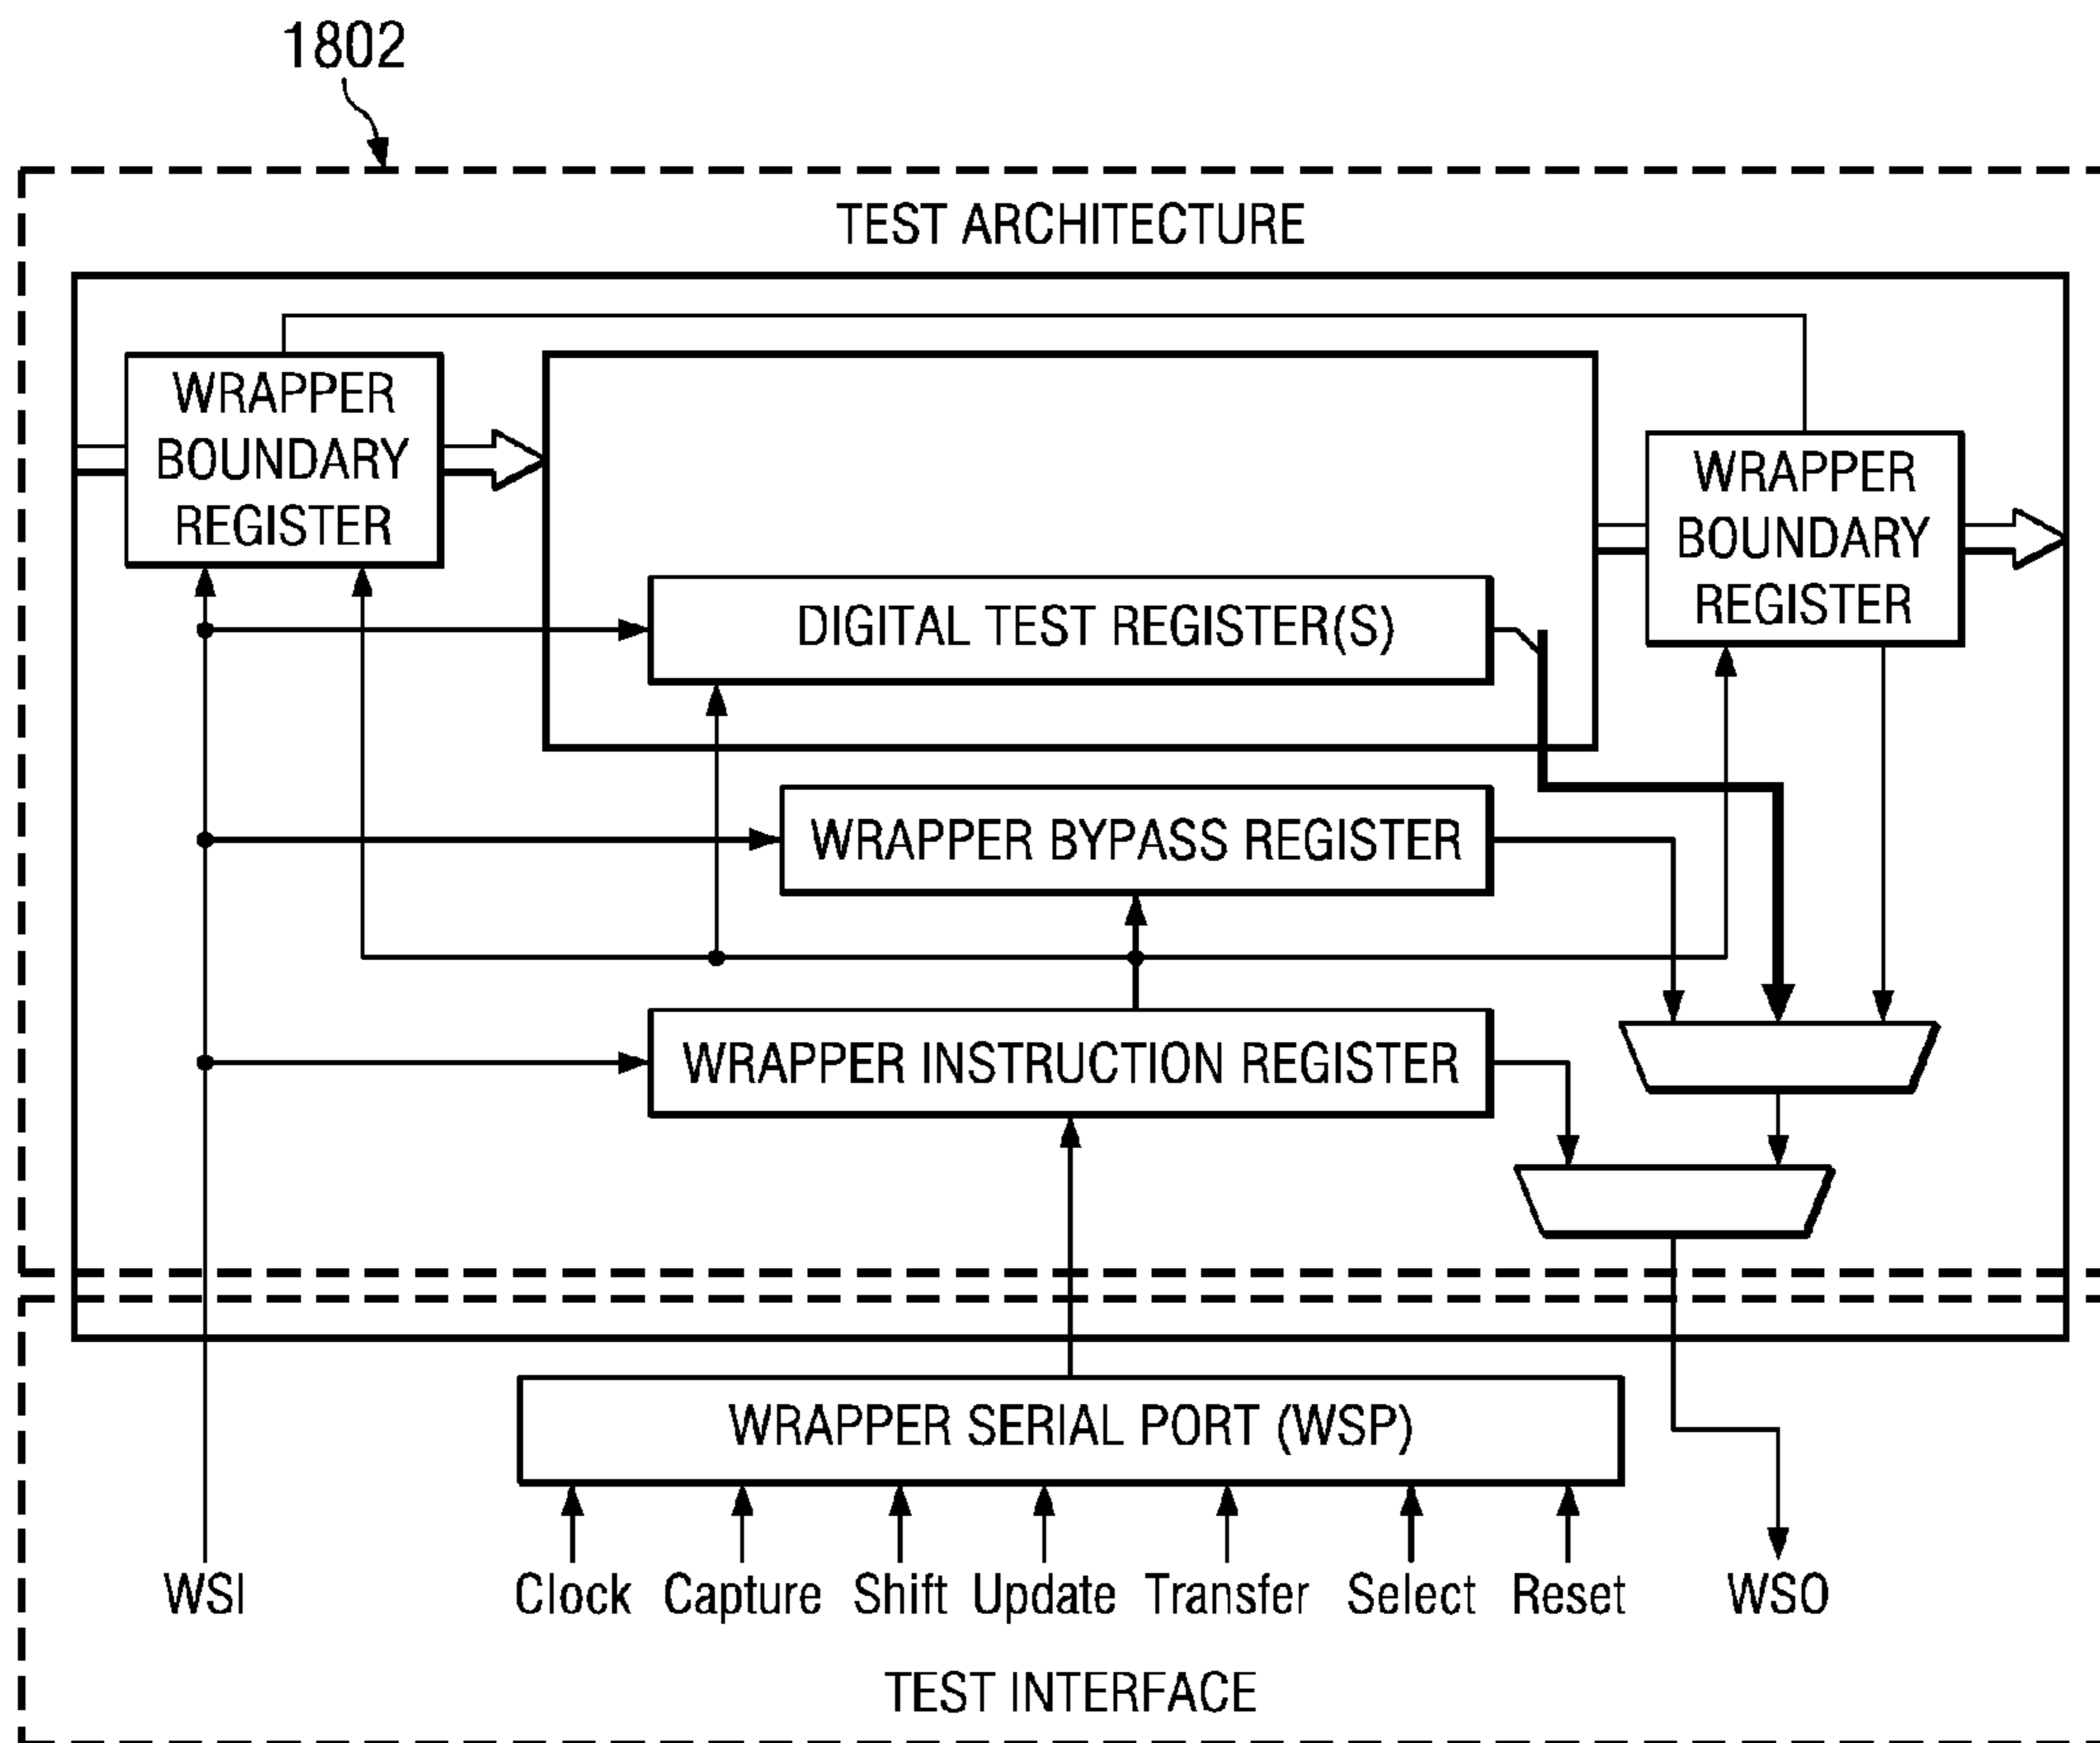 1802
TEST ARCHITECTURE
WRAPPER
BOUNDARY
REGISTER
WRAPPER
BOUNDARY
REGISTER
DIGITAL TEST REGISTER(S)
WRAPPER BYPASS REGISTER
WRAPPER INSTRUCTION REGISTER
WRAPPER SERIAL PORT (WSP)
WSI Clock Capture Shift Update Transfer Select Reset WSO
TEST INTERFACE